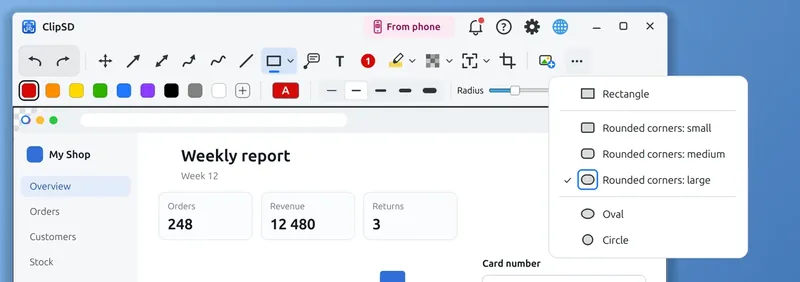 ClipSD
From phone
T
1
A
Radius
Rectangle
Rounded corners: small
Rounded corners: medium
Rounded corners: large
Oval
Circle
My Shop
Overview
Orders
Customers
Stock
Weekly report
Week 12
Orders
248
Revenue
12 480
Returns
3
Card number